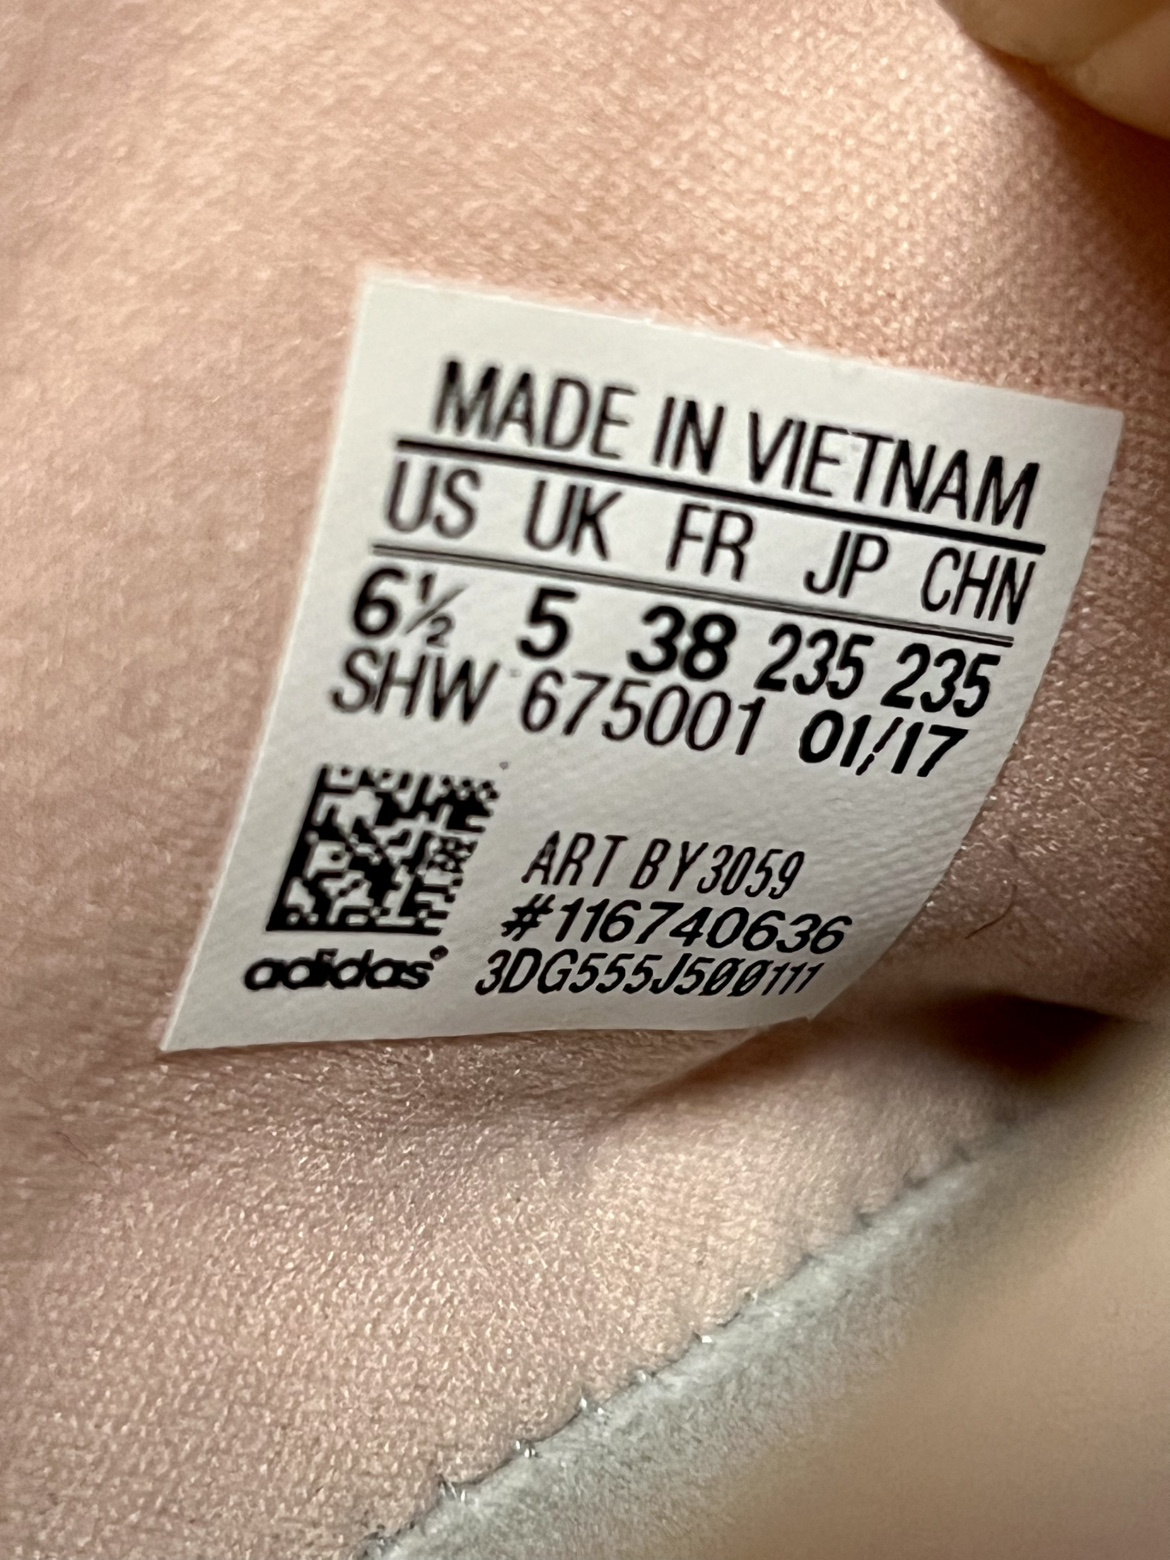 MADE IN VIETNAM
US UK FR JP CHN
6½ 5 38 235 235
SHW 675001 01/17
ART BY3059
#116740636
adidas® 3DG555J500111